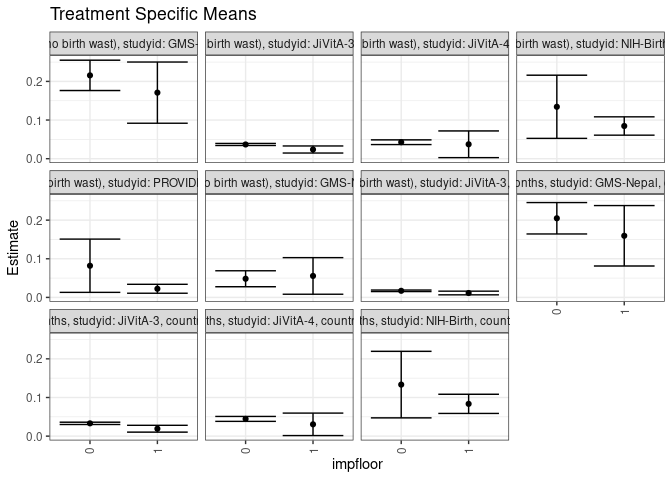 Treatment Specific Means
no birth wast), studyid: GMS-
birth wast), studyid: JiVitA-3
birth wast), studyid: JiVitA-4
birth wast), studyid: NIH-Birth
0.2
0.1
0.0
birth wast), studyid: PROVIDE
birth wast), studyid: GMS-N
birth wast), studyid: JiVitA-3,
onths, studyid: GMS-Nepal,
0.2
0.1
0.0
0
1
ths, studyid: JiVitA-3, countr
ths, studyid: JiVitA-4, countr
ths, studyid: NIH-Birth, count
0.2
0.1
0.0
0
1
0
1
0
1
Estimate
impfloor